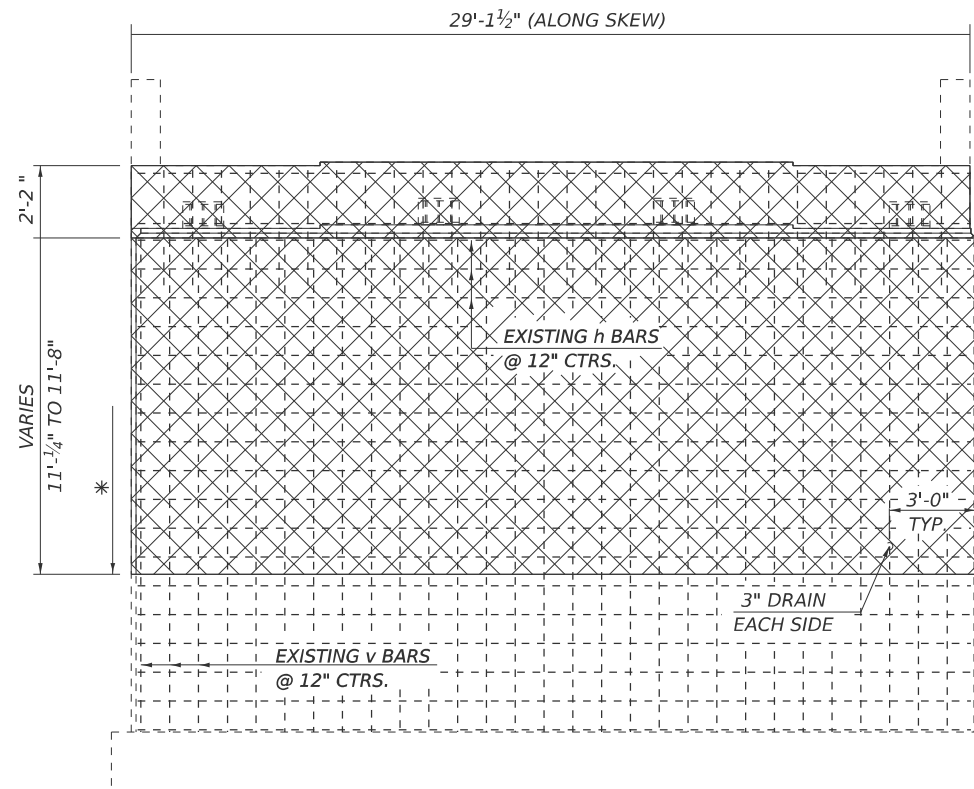 29'-1½" (ALONG SKEW)
2'-2 "
VARIES
11'-¼" TO 11'-8"
*
EXISTING h BARS
@ 12" CTRS.
3'-0"
TYP.
3" DRAIN
EACH SIDE
EXISTING v BARS
@ 12" CTRS.